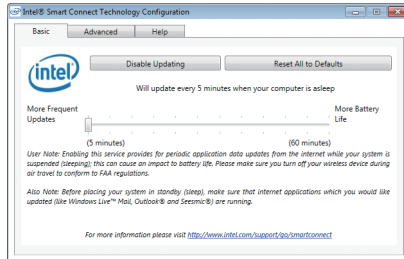 Intel® Smart Connect Technology Configuration
Basic Advanced Help
intel
Disable Updating Reset All to Defaults
Will update every 5 minutes when your computer is asleep
More Frequent More Battery
Updates Life
(5 minutes) (60 minutes)
User Note: Enabling this service provides for periodic application data updates from the internet while your system is
suspended (sleeping); this can cause an impact to battery life. Please make sure you turn off your wireless device during
air travel to conform to FAA regulations.
Also Note: Before placing your system in standby (sleep), make sure that internet applications which you would like
updated (like Windows Live™ Mail, Outlook® and Seesmic®) are running.
For more information please visit http://www.intel.com/support/go/smartconnect